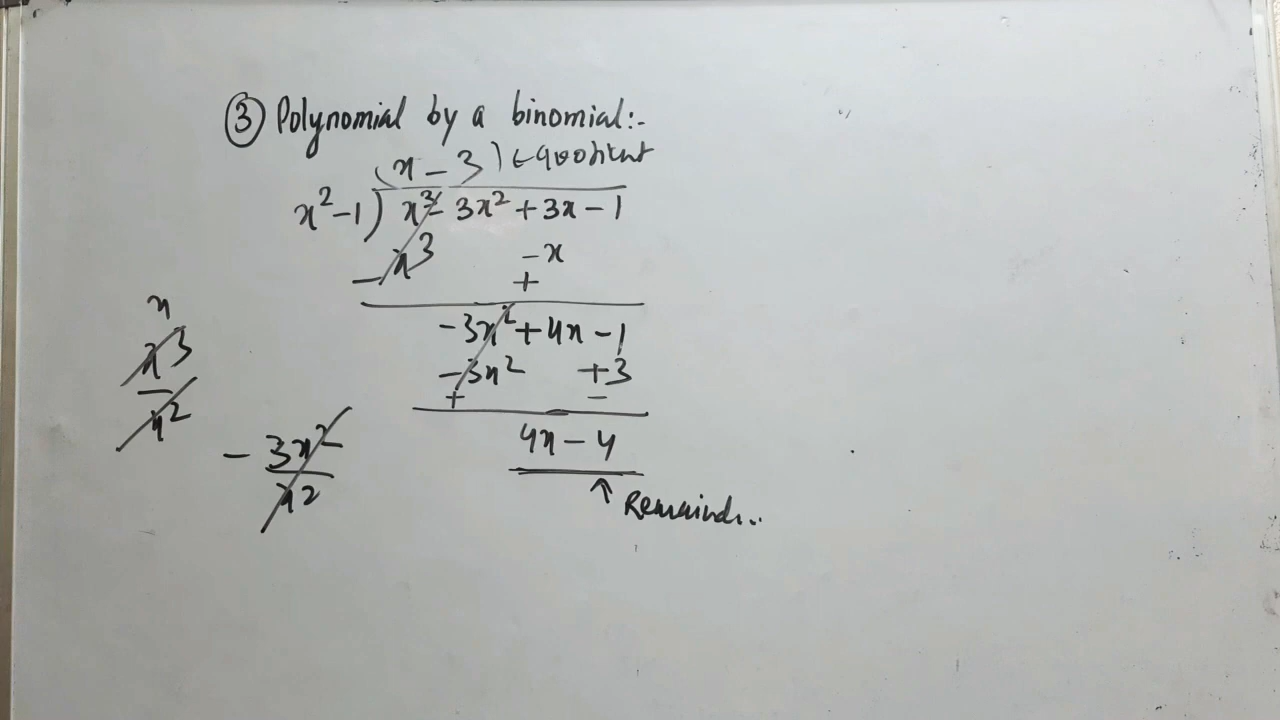 ③ Polynomial by a binomial:-
(x - 3) ← quotient
x² - 1 ) x³ - 3x² + 3x - 1
x³ - x
- +
-3x² + 4x - 1
-3x² + 3
+ -
4x - 4
↑ Remaind..
x
x³
x²
- 3x²
x²